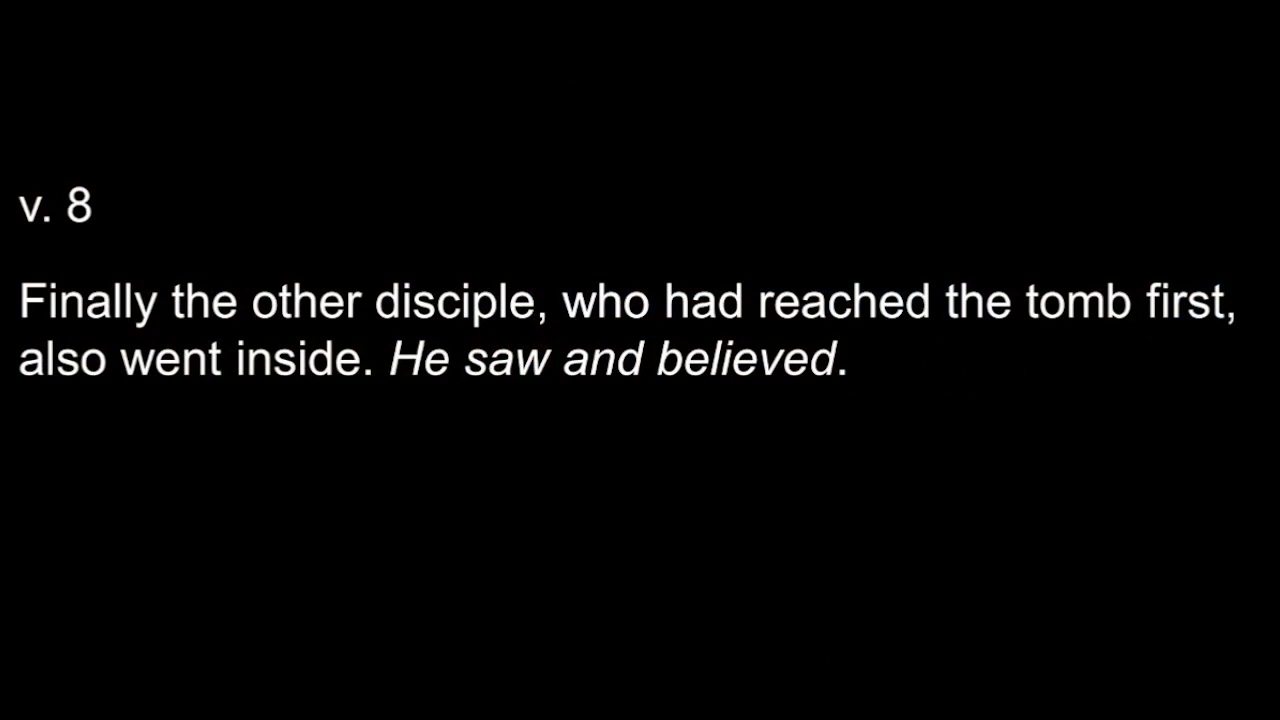 v. 8
Finally the other disciple, who had reached the tomb first,
also went inside. He saw and believed.